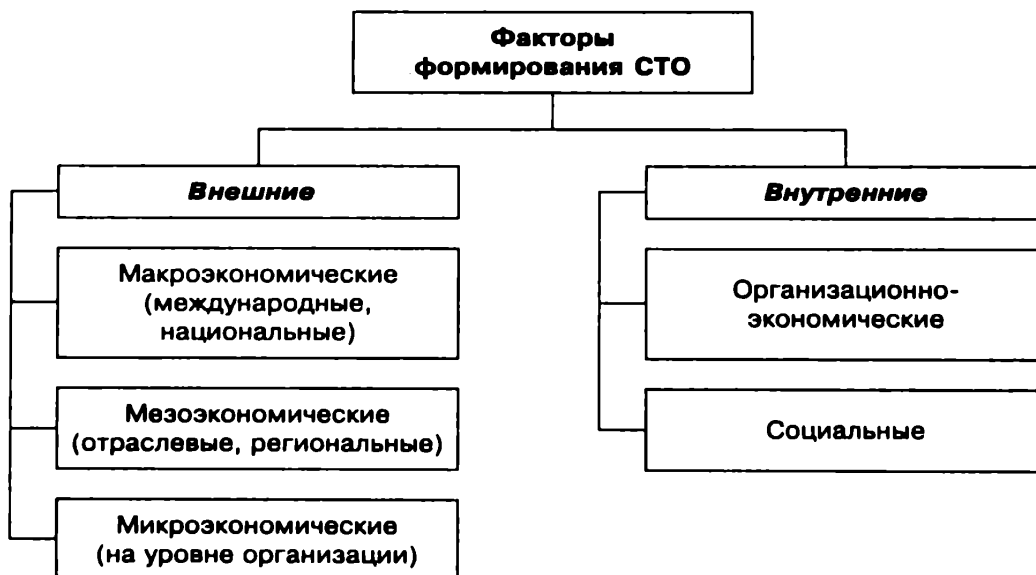 Факторы
формирования СТО
Внешние
Макроэкономические
(международные,
национальные)
Мезоэкономические
(отраслевые, региональные)
Микроэкономические
(на уровне организации)
Внутренние
Организационно-
экономические
Социальные